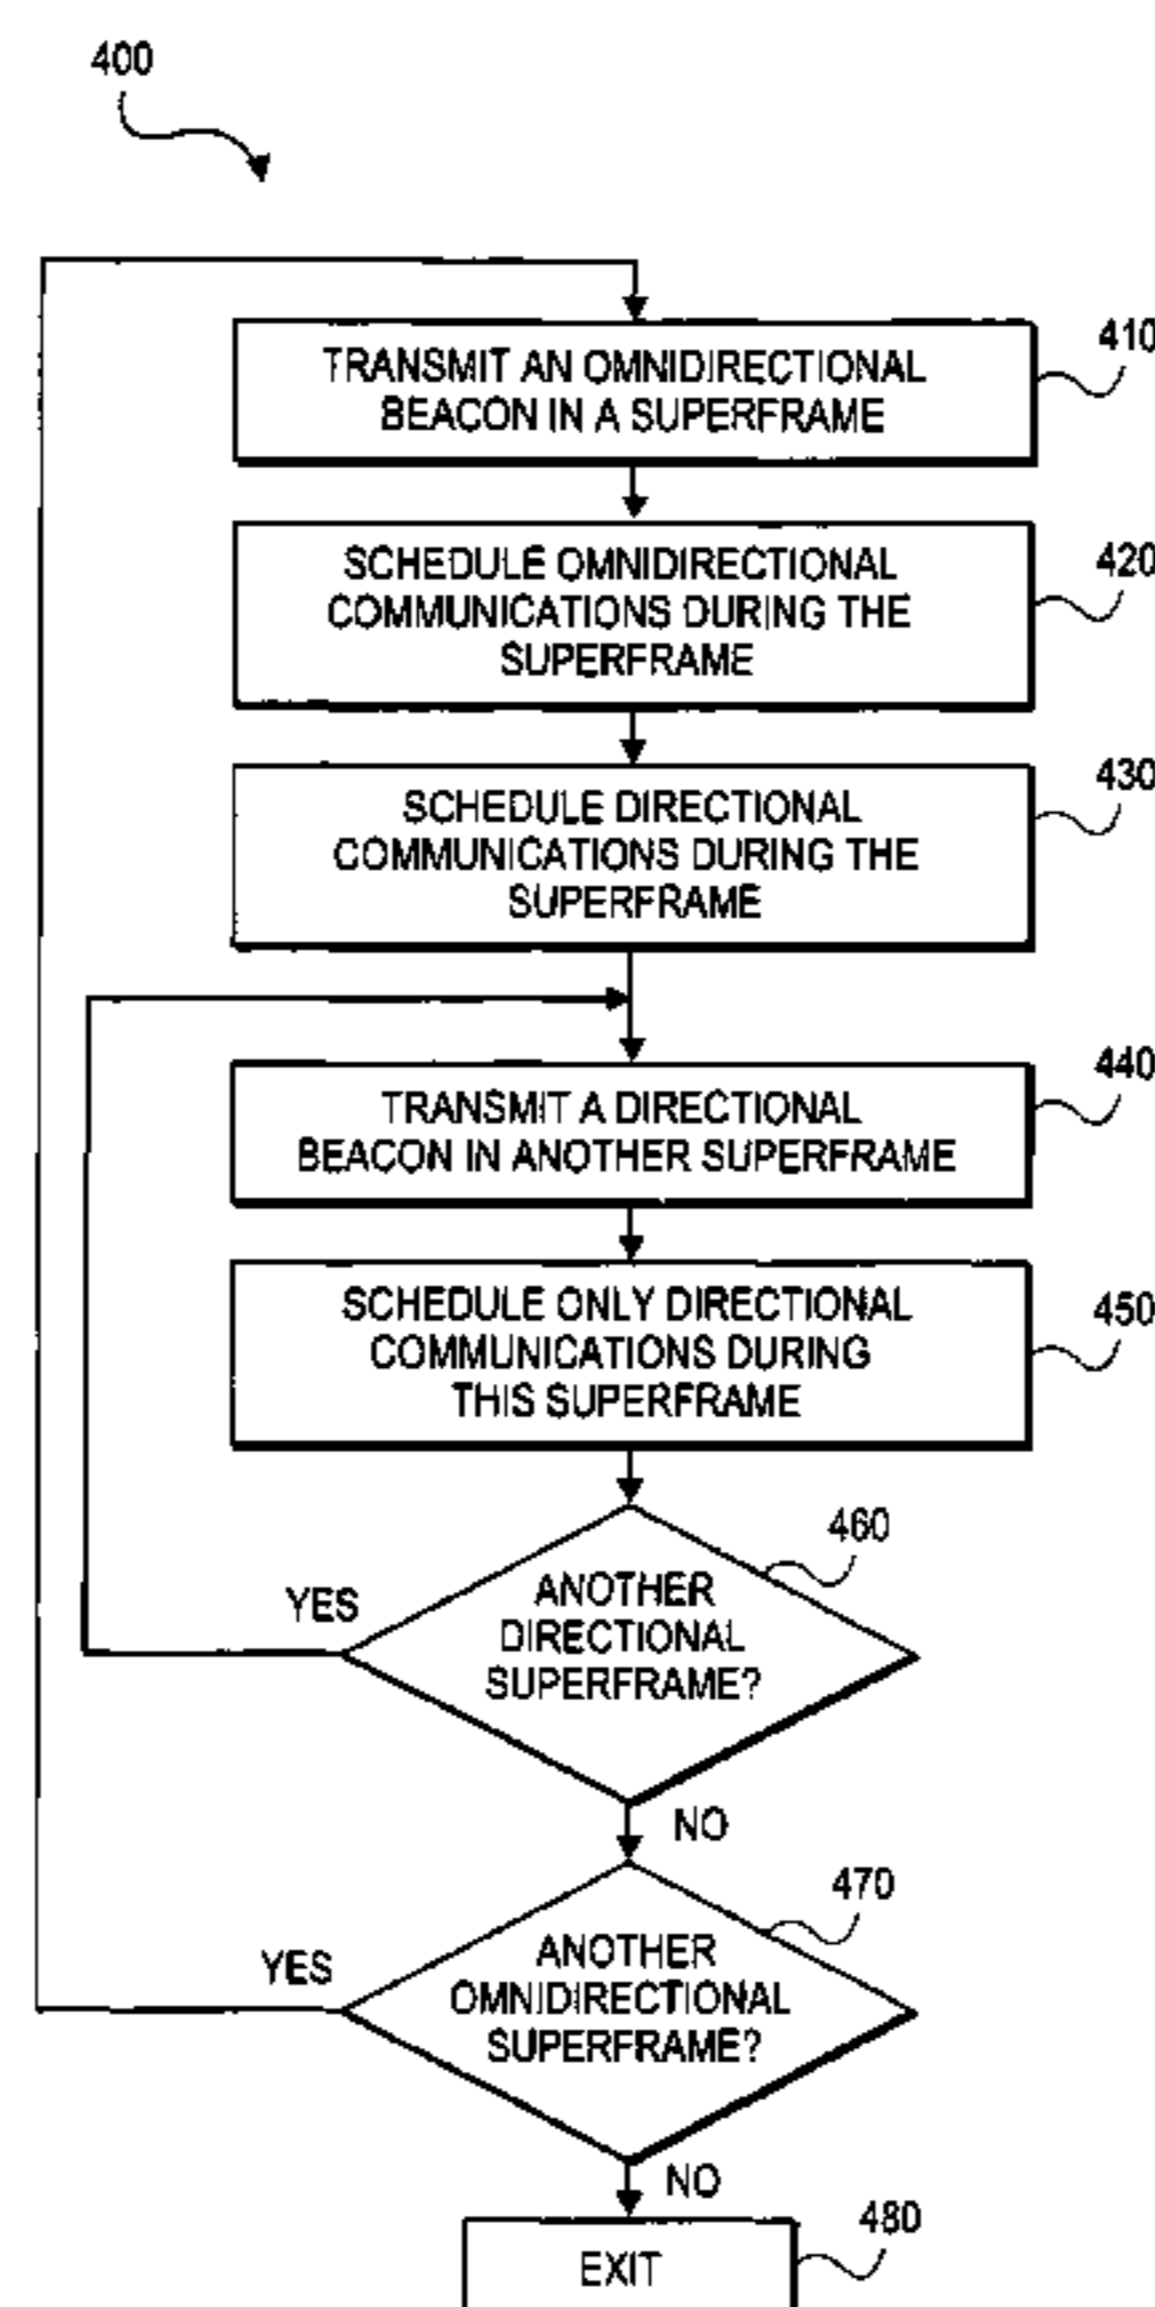 400
TRANSMIT AN OMNIDIRECTIONAL
BEACON IN A SUPERFRAME
410
SCHEDULE OMNIDIRECTIONAL
COMMUNICATIONS DURING THE
SUPERFRAME
420
SCHEDULE DIRECTIONAL
COMMUNICATIONS DURING THE
SUPERFRAME
430
TRANSMIT A DIRECTIONAL
BEACON IN ANOTHER SUPERFRAME
440
SCHEDULE ONLY DIRECTIONAL
COMMUNICATIONS DURING
THIS SUPERFRAME
450
460
YES
ANOTHER
DIRECTIONAL
SUPERFRAME?
NO
470
YES
ANOTHER
OMNIDIRECTIONAL
SUPERFRAME?
NO
480
EXIT